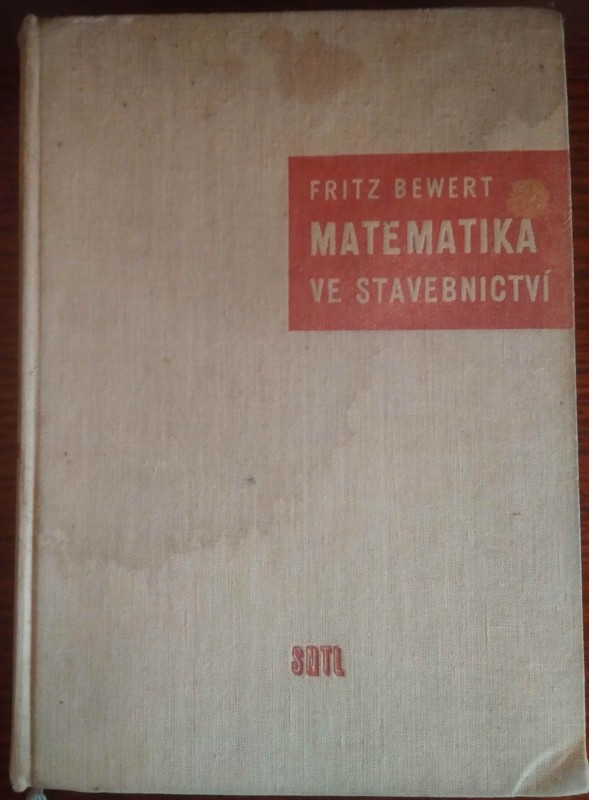 FRITZ BEWERT
MATEMATIKA
VE STAVEBNICTVÍ
SNTL